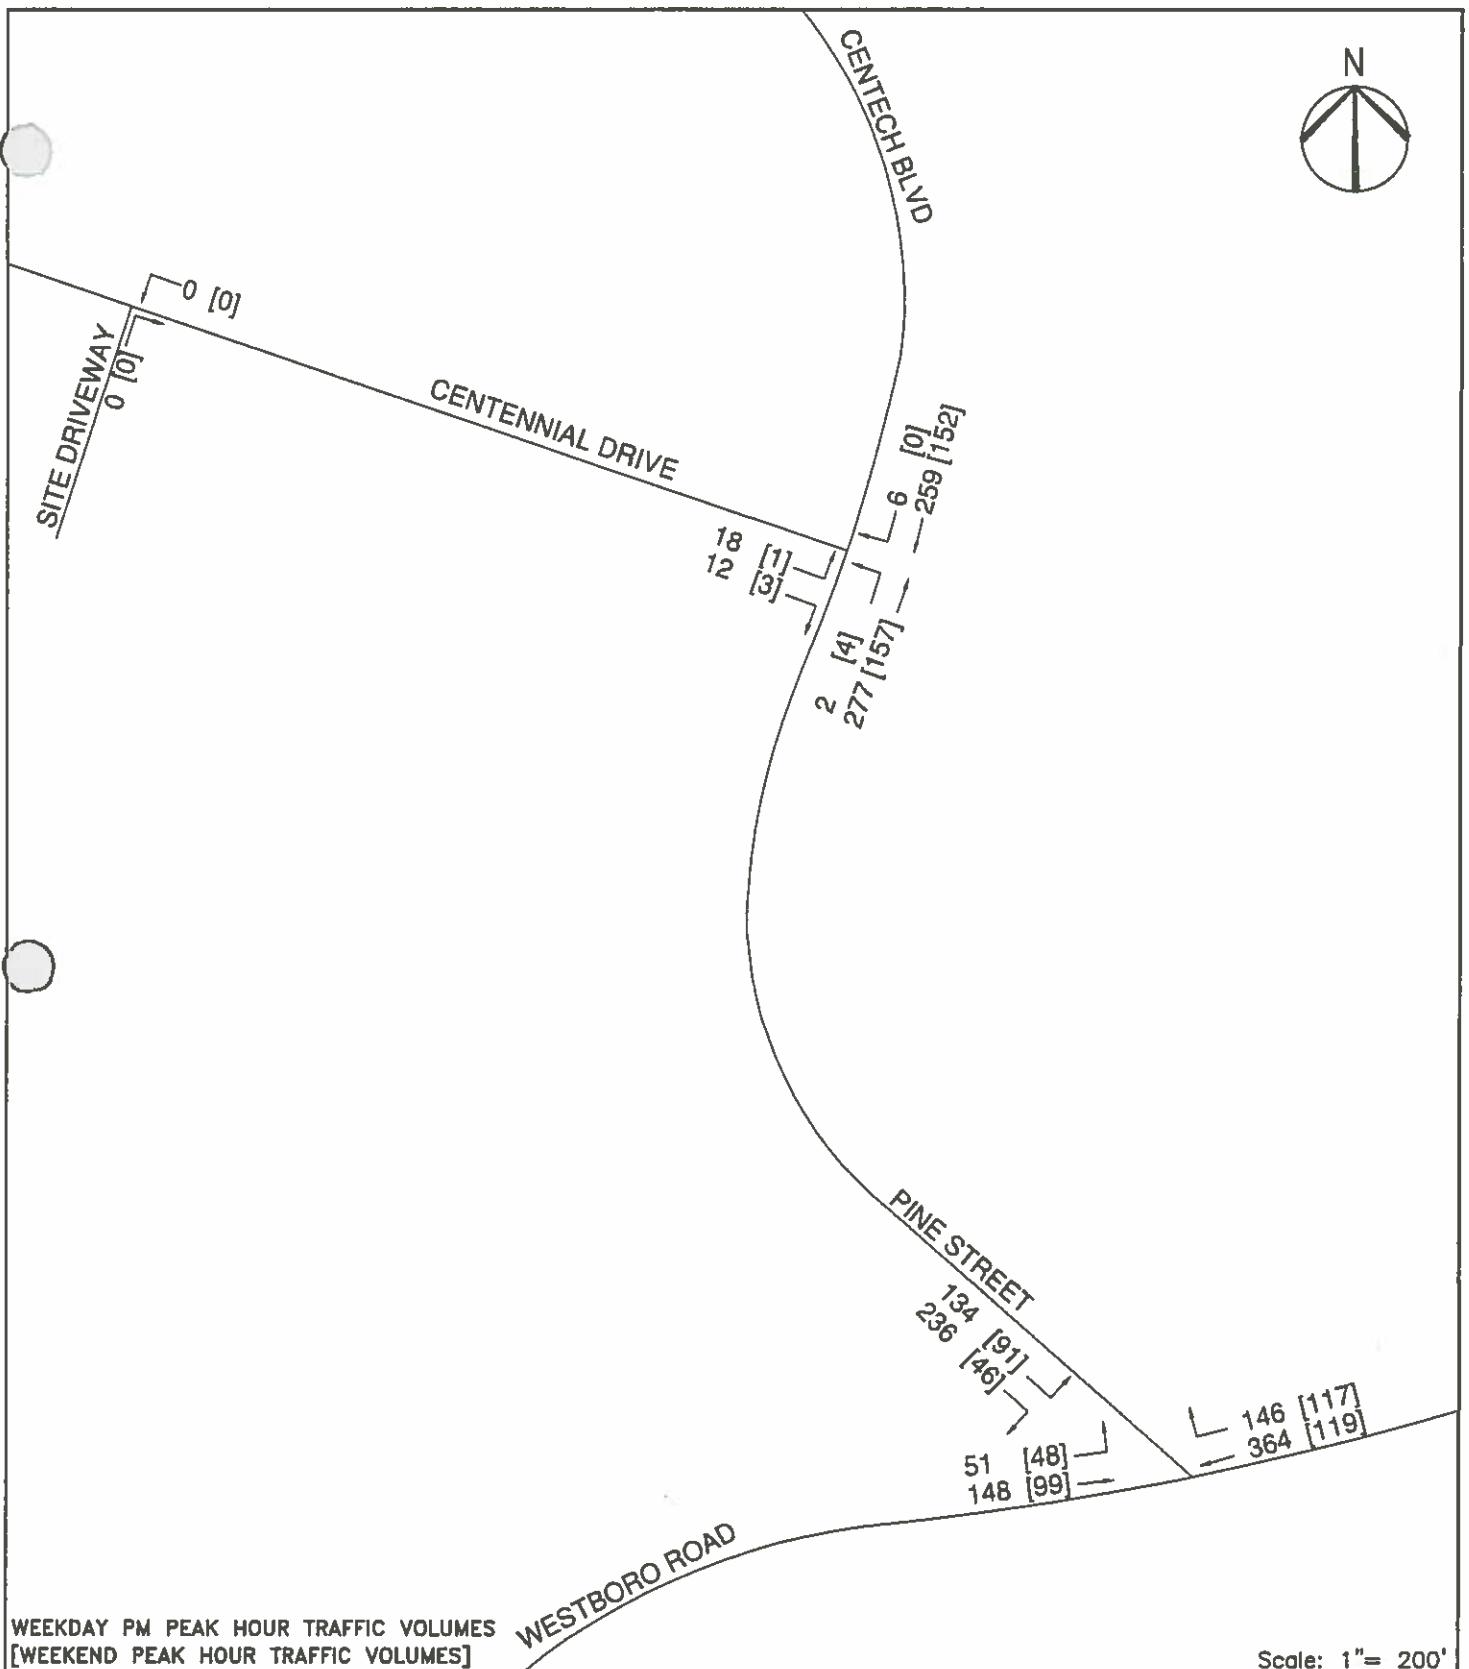 CENTECH BLVD
N
0 [0]
SITE DRIVEWAY
0 [0]
CENTENNIAL DRIVE
6 [0]
259 [152]
18 [1]
12 [3]
2 [4]
277 [157]
PINE STREET
134 [91]
236 [46]
146 [117]
364 [119]
51 [48]
148 [99]
WESTBORO ROAD
WEEKDAY PM PEAK HOUR TRAFFIC VOLUMES
[WEEKEND PEAK HOUR TRAFFIC VOLUMES]
Scale: 1"= 200'